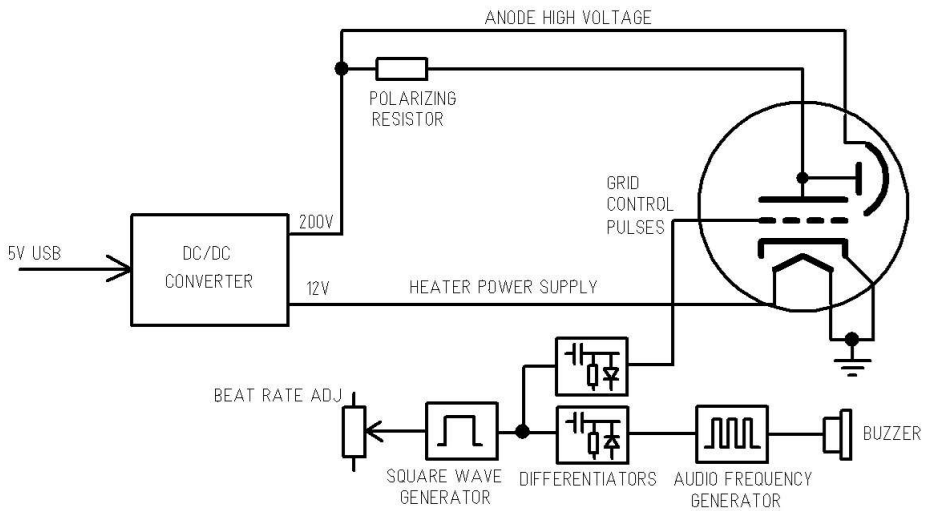 ANODE HIGH VOLTAGE
POLARIZING
RESISTOR
GRID
CONTROL
PULSES
200V
5V USB
DC/DC
CONVERTER
12V
HEATER POWER SUPPLY
BEAT RATE ADJ
BUZZER
SQUARE WAVE
GENERATOR
DIFFERENTIATORS
AUDIO FREQUENCY
GENERATOR